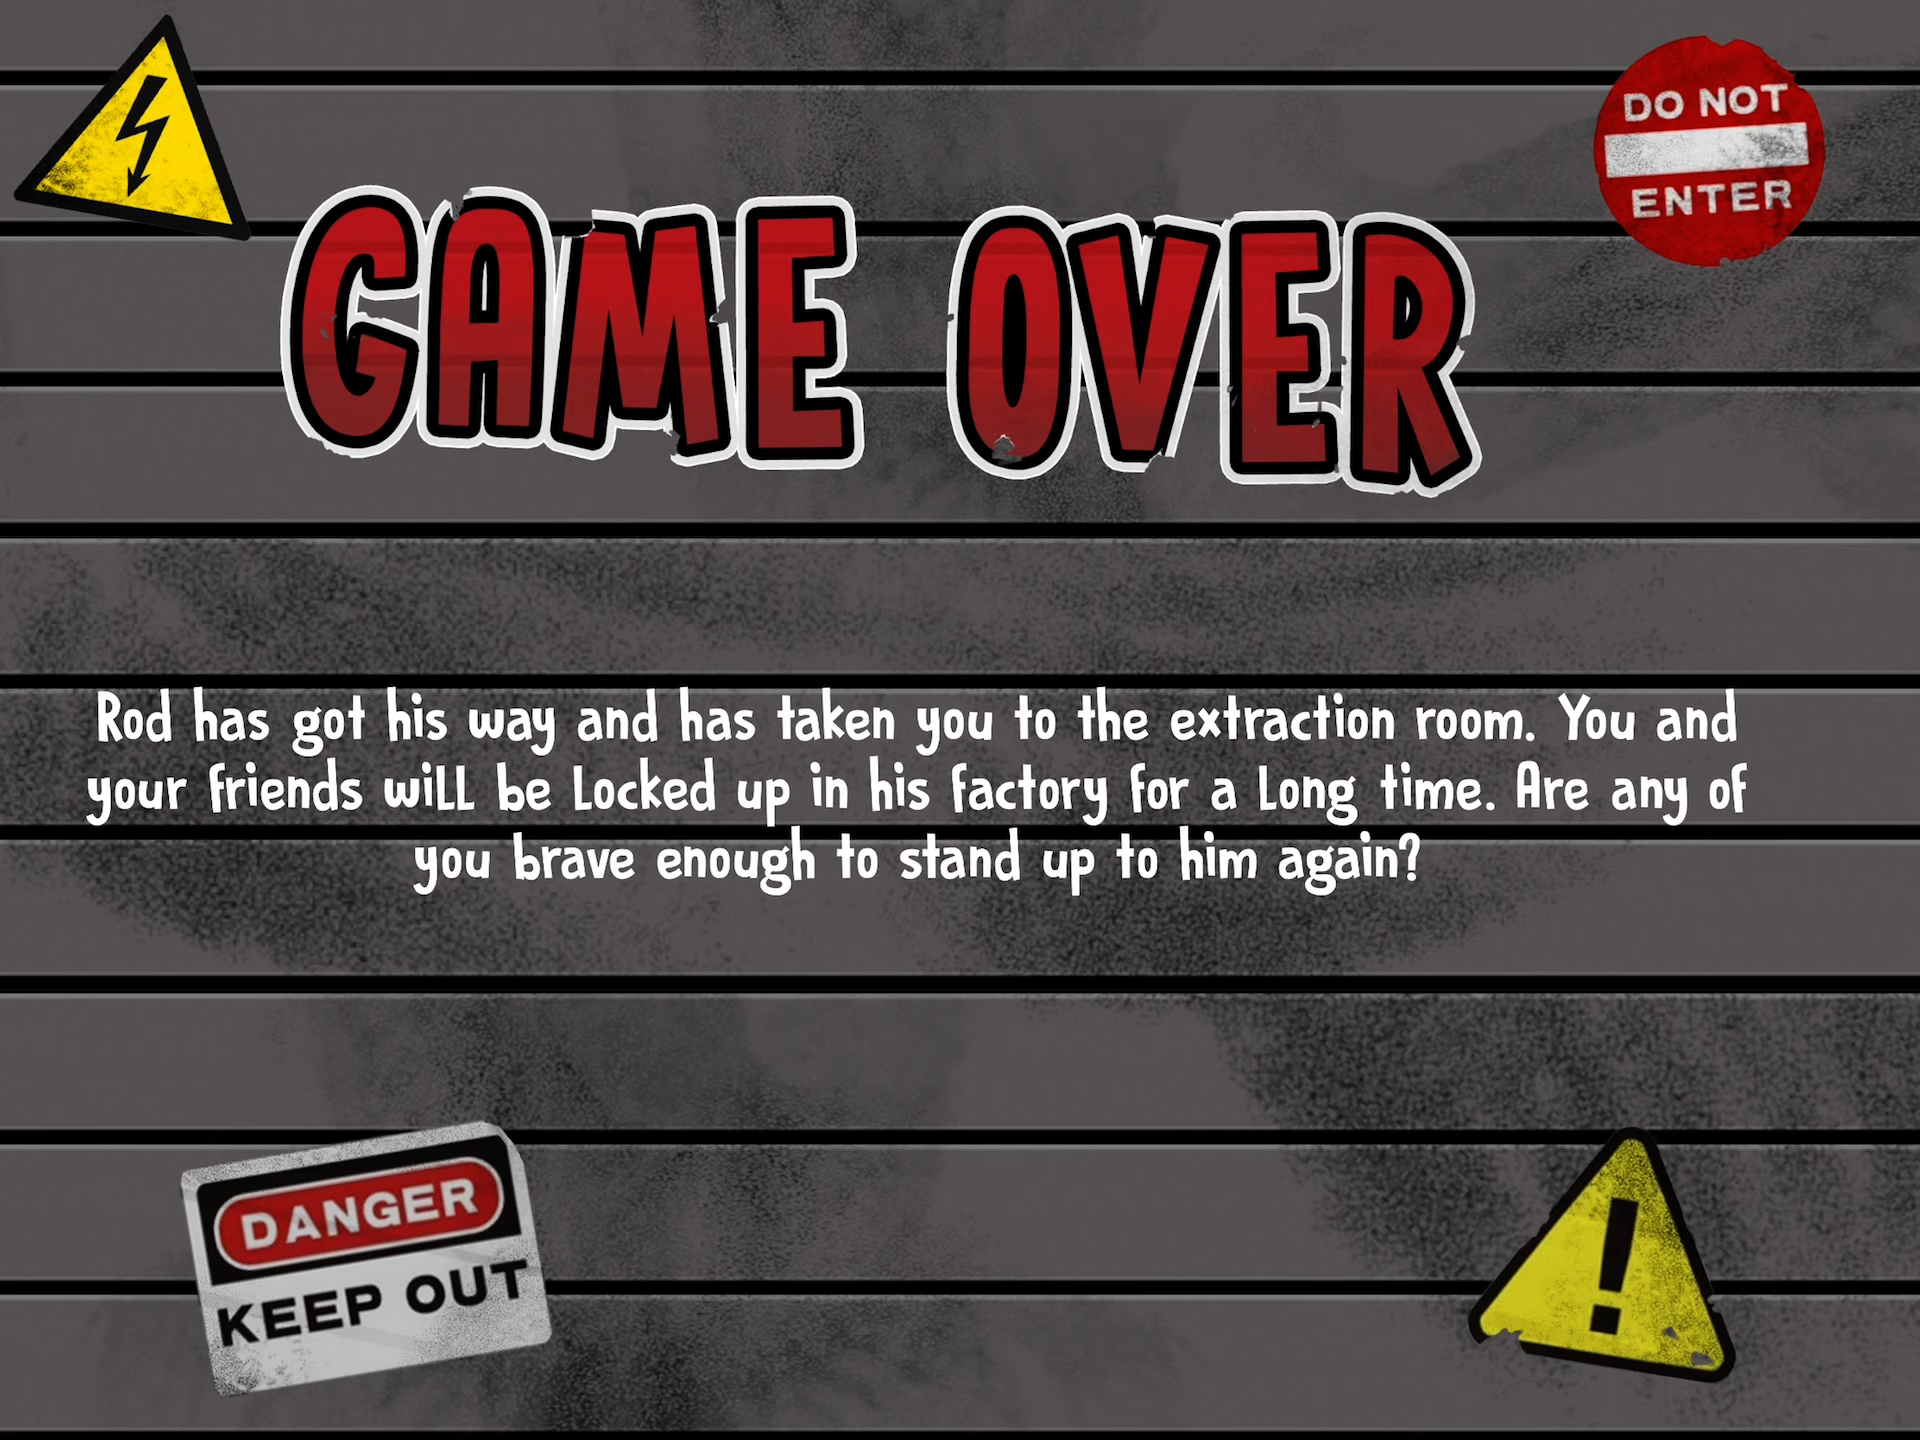 DO NOT
ENTER
GAME OVER
Rod has got his way and has taken you to the extraction room. You and
your friends will be locked up in his factory for a long time. Are any of
you brave enough to stand up to him again?
DANGER
KEEP OUT